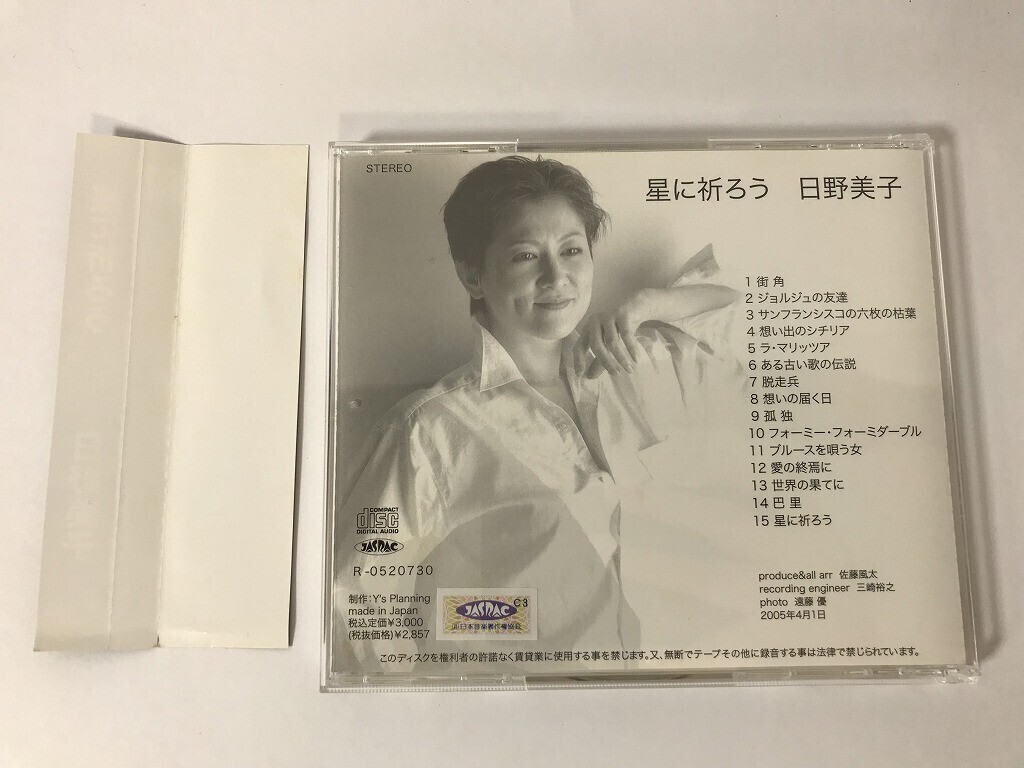 STEREO
星に祈ろう 日野美子
1 街 角
2 ジョルジュの友達
3 サンフランシスコの六枚の枯葉
4 想い出のシチリア
5 ラ・マリッツア
6 ある古い歌の伝説
7 脱走兵
8 想いの届く日
9 孤 独
10 フォーミー・フォーミダーブル
11 ブルースを唄う女
12 愛の終焉に
13 世界の果てに
14 巴 里
15 星に祈ろう
COMPACT
disc
DIGITAL AUDIO
JASRAC
R-0520730
制作：Y's Planning
made in Japan
税込定価¥3,000
(税抜価格)¥2,857
C3
JASRAC
(社)日本音楽著作権協会
produce&all arr 佐藤風太
recording engineer 三崎裕之
photo 遠藤 優
2005年4月1日
このディスクを権利者の許諾なく賃貸業に使用する事を禁じます。又、無断でテープその他に録音する事は法律で禁じられています。